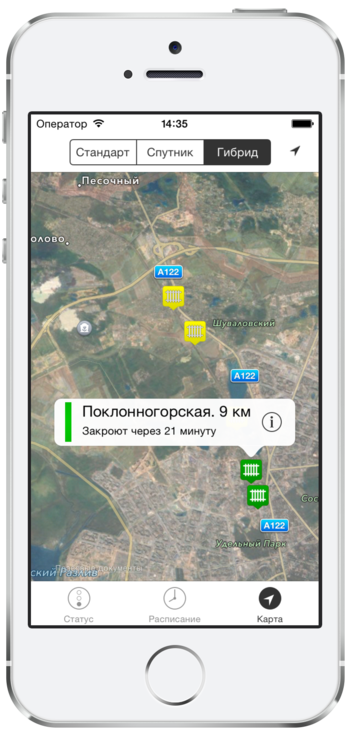 Оператор
14:35
Стандарт
Спутник
Гибрид
Песочный
олово
A122
Шуваловский
A122
Поклонногорская. 9 км
Закроют через 21 минуту
Сос
A122
Удельный Парк
ский Разлив
Статус
Расписание
Карта